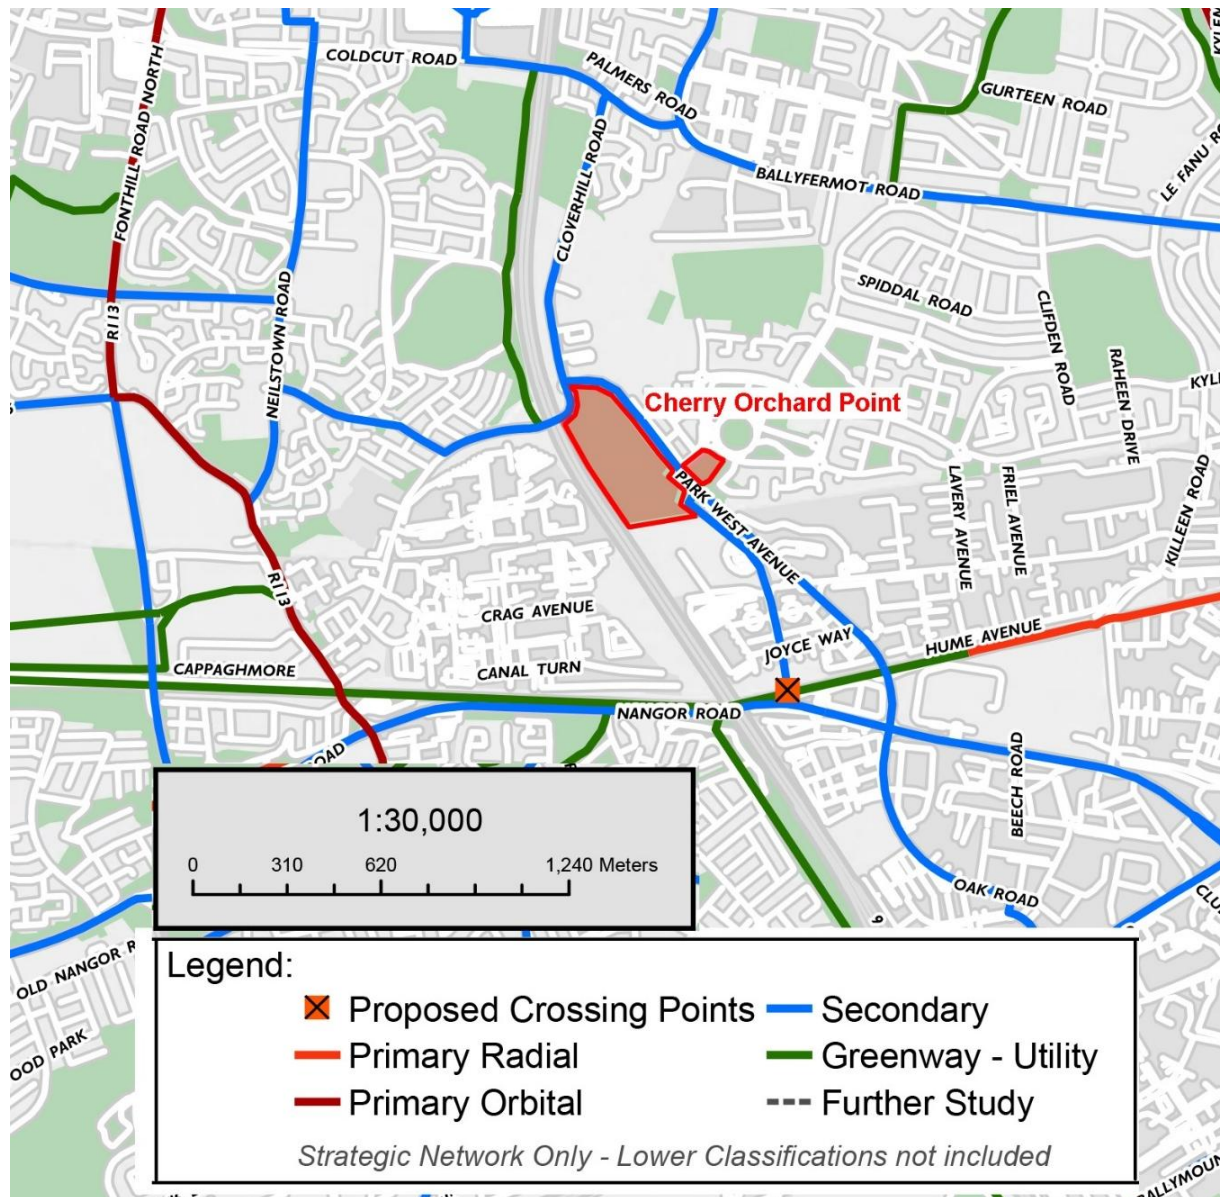 COLDCUT ROAD
PALMERS ROAD
GURTEEN ROAD
FONTHILL ROAD NORTH
CLOVERHILL ROAD
BALLYFERMOT ROAD
SPIDDAL ROAD
R113
NEILSTOWN ROAD
CLIFDEN ROAD
RAHEEN DRIVE
Cherry Orchard Point
PARK WEST AVENUE
LAVERY AVENUE
FRIEL AVENUE
KILLEEN ROAD
R113
CRAG AVENUE
JOYCE WAY
HUME AVENUE
CAPPAGHMORE
CANAL TURN
NANGOR ROAD
BEECH ROAD
OAK ROAD
1:30,000
0 310 620 1,240 Meters
OLD NANGOR R
OOD PARK
Legend:
Proposed Crossing Points
Secondary
Primary Radial
Greenway - Utility
Primary Orbital
Further Study
Strategic Network Only - Lower Classifications not included